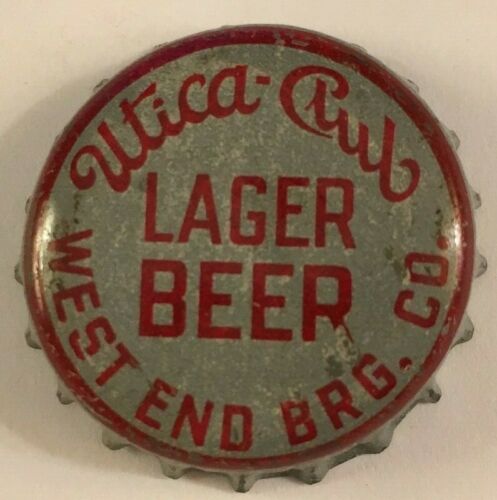 Utica-Club
LAGER
BEER
WEST END BRG. CO.